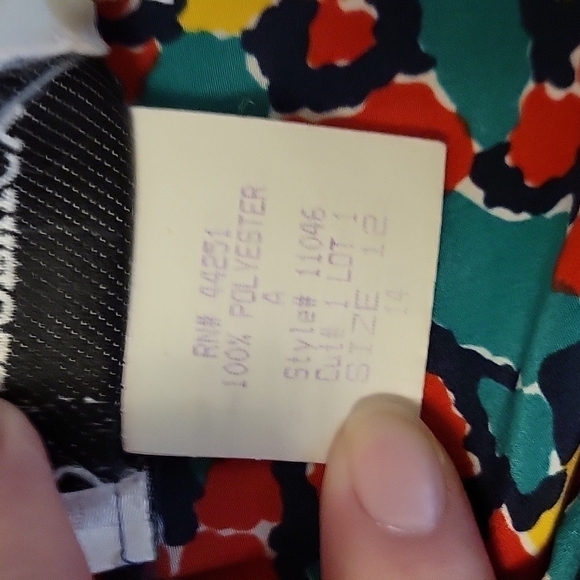 RN# 44251
100% POLYESTER
A
Style# 11046
Cut# 1 LOT 1
SIZE 12
14